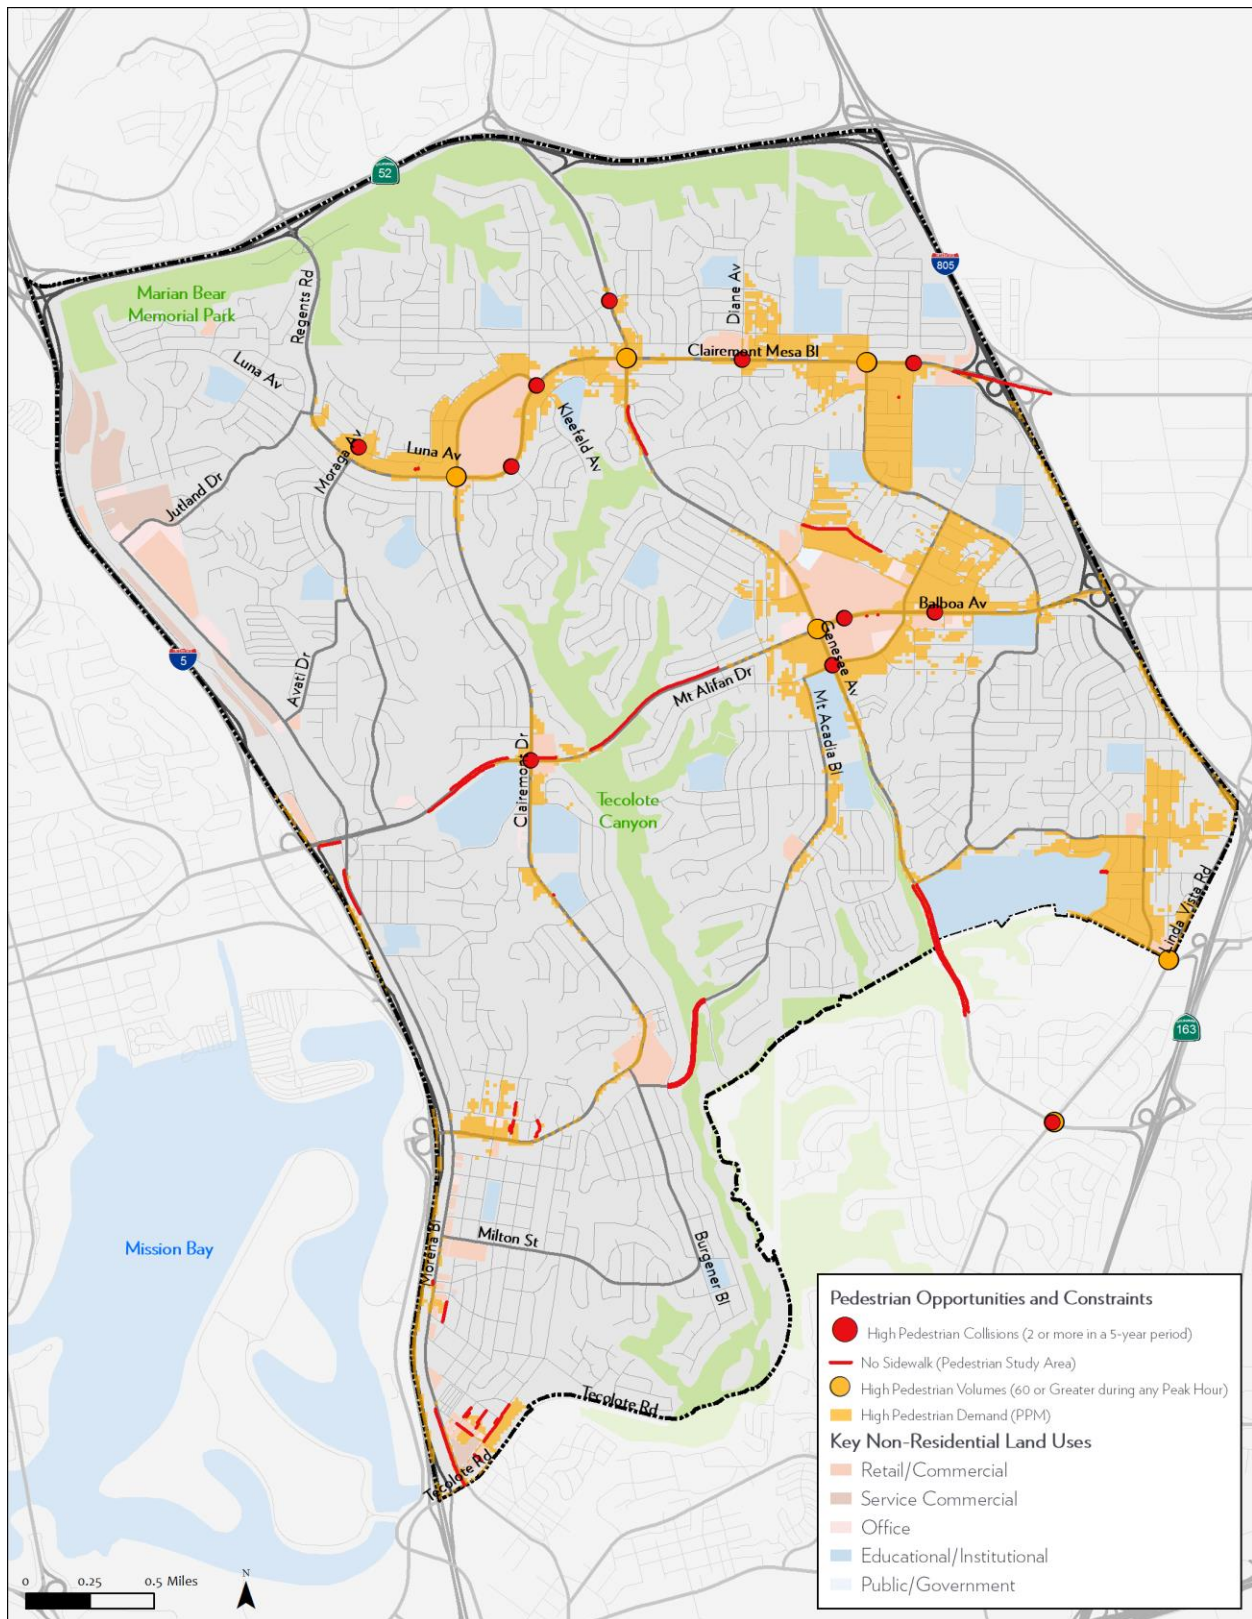 52
805
Marian Bear
Memorial Park
Regents Rd
Diane Av
Clairemont Mesa Bl
Luna Av
Kleefeld Av
Luna Av
Moraga Av
Jutland Dr
Balboa Av
Genesee Av
5
Avati Dr
Mt Alifan Dr
Mt Acadia Bl
Clairemont Dr
Tecolote
Canyon
Linda Vista Rd
163
Mission Bay
Milton St
Morena Bl
Burgener Bl
Tecolote Rd
Tecolote Rd
Pedestrian Opportunities and Constraints
High Pedestrian Collisions (2 or more in a 5-year period)
No Sidewalk (Pedestrian Study Area)
High Pedestrian Volumes (60 or Greater during any Peak Hour)
High Pedestrian Demand (PPM)
Key Non-Residential Land Uses
Retail/Commercial
Service Commercial
Office
Educational/Institutional
Public/Government
0 0.25 0.5 Miles
N